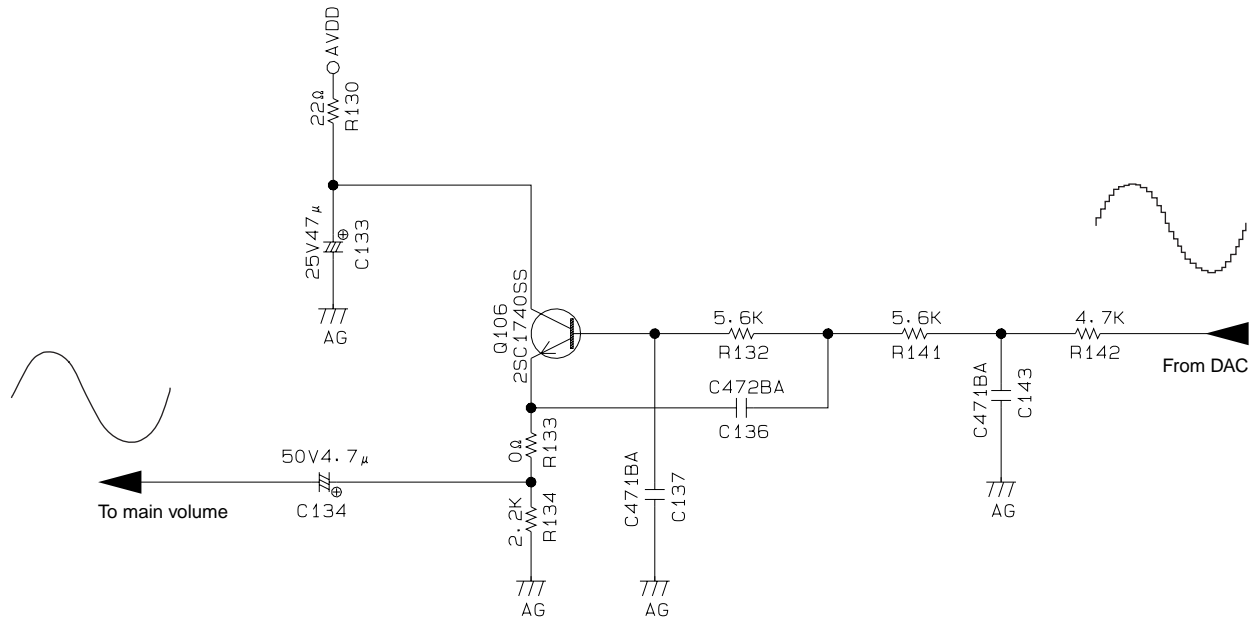 AVDD
22Ω
R130
25V47μ
C133
AG
Q106
2SC1740SS
5.6K
R132
5.6K
R141
4.7K
R142
From DAC
C472BA
C136
C471BA
C143
AG
0Ω
R133
50V4.7μ
C134
To main volume
2.2K
R134
C471BA
C137
AG
AG